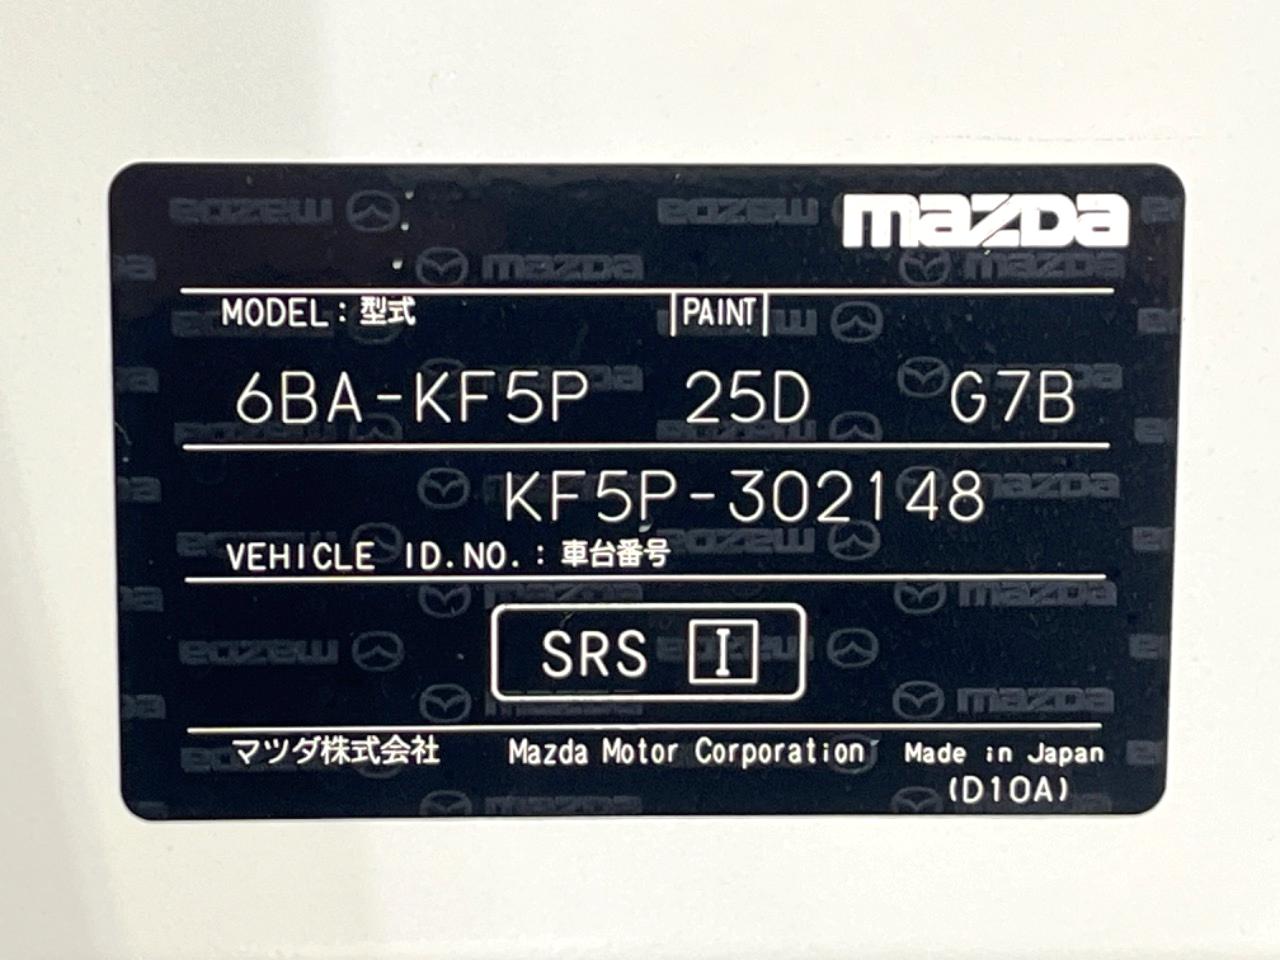 mazda
MODEL : 型式 PAINT
6BA-KF5P 25D G7B
KF5P-302148
VEHICLE ID.NO. : 車台番号
SRS I
マツダ株式会社 Mazda Motor Corporation Made in Japan
(D10A)